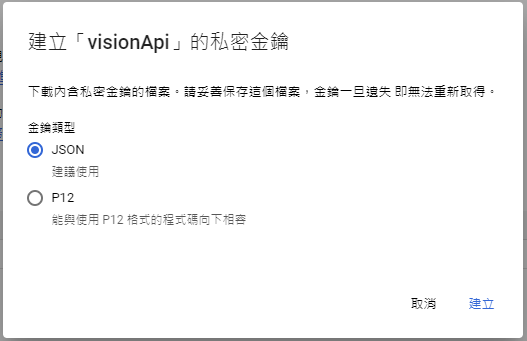 建立「visionApi」的私密金鑰
下載內含私密金鑰的檔案。請妥善保存這個檔案，金鑰一旦遺失 即無法重新取得。
金鑰類型
JSON
建議使用
P12
能與使用 P12 格式的程式碼向下相容
取消 建立